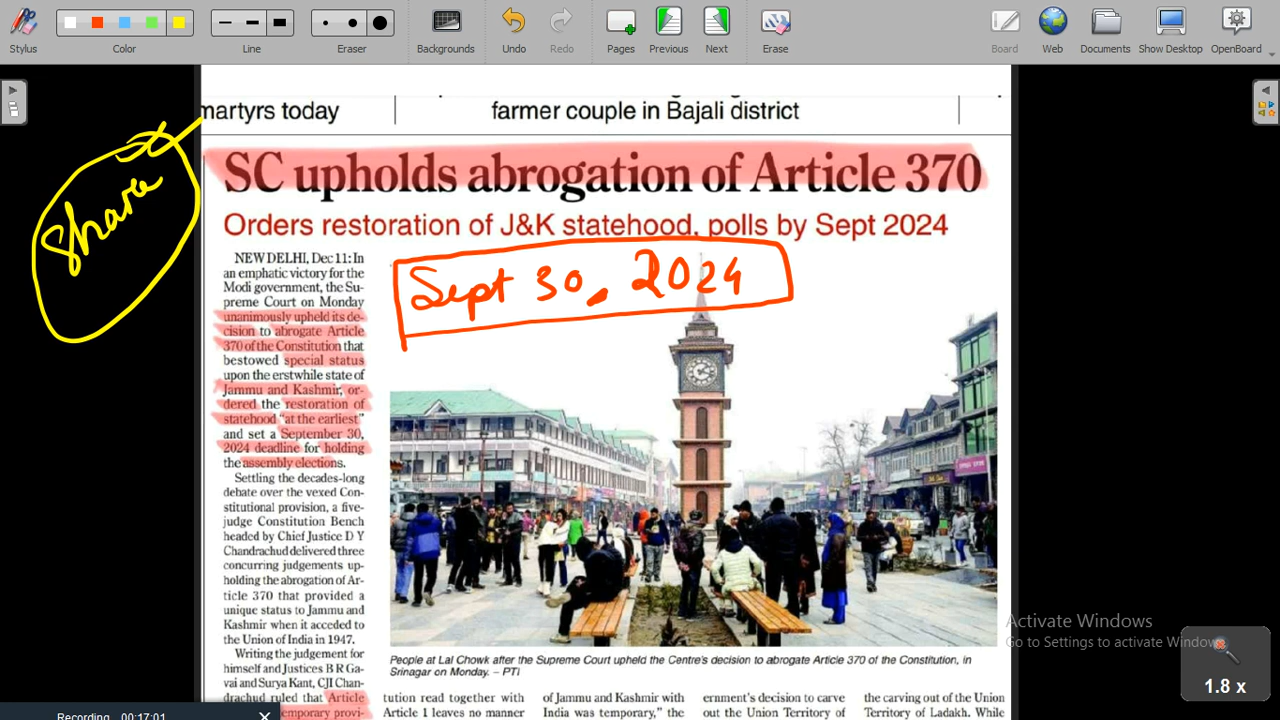 Stylus
Color
Line
Eraser
Backgrounds
Undo
Redo
Pages
Previous
Next
Erase
Board
Web
Documents
Show Desktop
OpenBoard
martyrs today
farmer couple in Bajali district
SC upholds abrogation of Article 370
Orders restoration of J&K statehood, polls by Sept 2024
Share
Sept 30, 2024
NEW DELHI, Dec 11: In
an emphatic victory for the
Modi government, the Su-
preme Court on Monday
unanimously upheld its de-
cision to abrogate Article
370 of the Constitution that
bestowed special status
upon the erstwhile state of
Jammu and Kashmir, or-
dered the restoration of
statehood "at the earliest"
and set a September 30,
2024 deadline for holding
the assembly elections.
Settling the decades-long
debate over the vexed Con-
stitutional provision, a five-
judge Constitution Bench
headed by Chief Justice D Y
Chandrachud delivered three
concurring judgements up-
holding the abrogation of Ar-
ticle 370 that provided a
unique status to Jammu and
Kashmir when it acceded to
the Union of India in 1947.
Writing the judgement for
himself and Justices B R Ga-
vai and Surya Kant, CJI Chan-
drachud ruled that Article
temporary provi-
People at Lal Chowk after the Supreme Court upheld the Centre's decision to abrogate Article 370 of the Constitution, in
Srinagar on Monday. – PTI
tution read together with
Article 1 leaves no manner
of Jammu and Kashmir with
India was temporary," the
ernment's decision to carve
out the Union Territory of
the carving out of the Union
Territory of Ladakh. While
Activate Windows
Go to Settings to activate Windows.
1.8 x
Recording 00:17:01